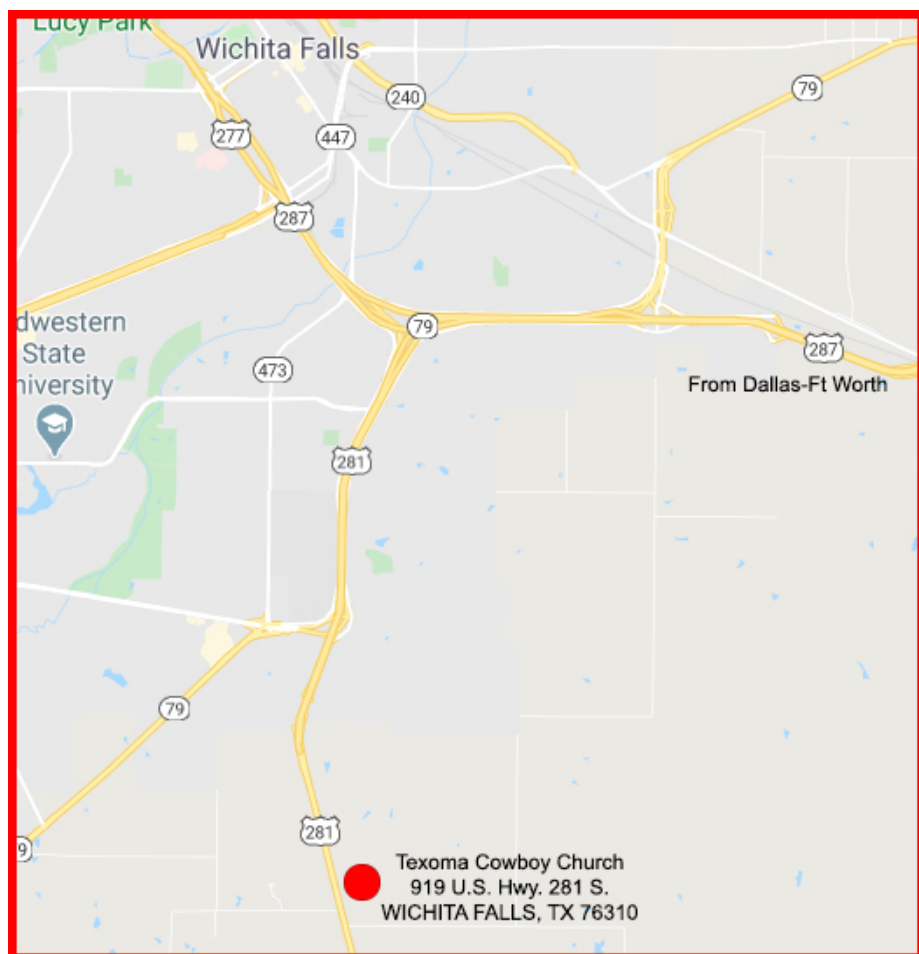 Lucy Park
Wichita Falls
79
240
277
447
287
79
dwestern
State
niversity
473
287
From Dallas-Ft Worth
281
79
281
9
Texoma Cowboy Church
919 U.S. Hwy. 281 S.
WICHITA FALLS, TX 76310